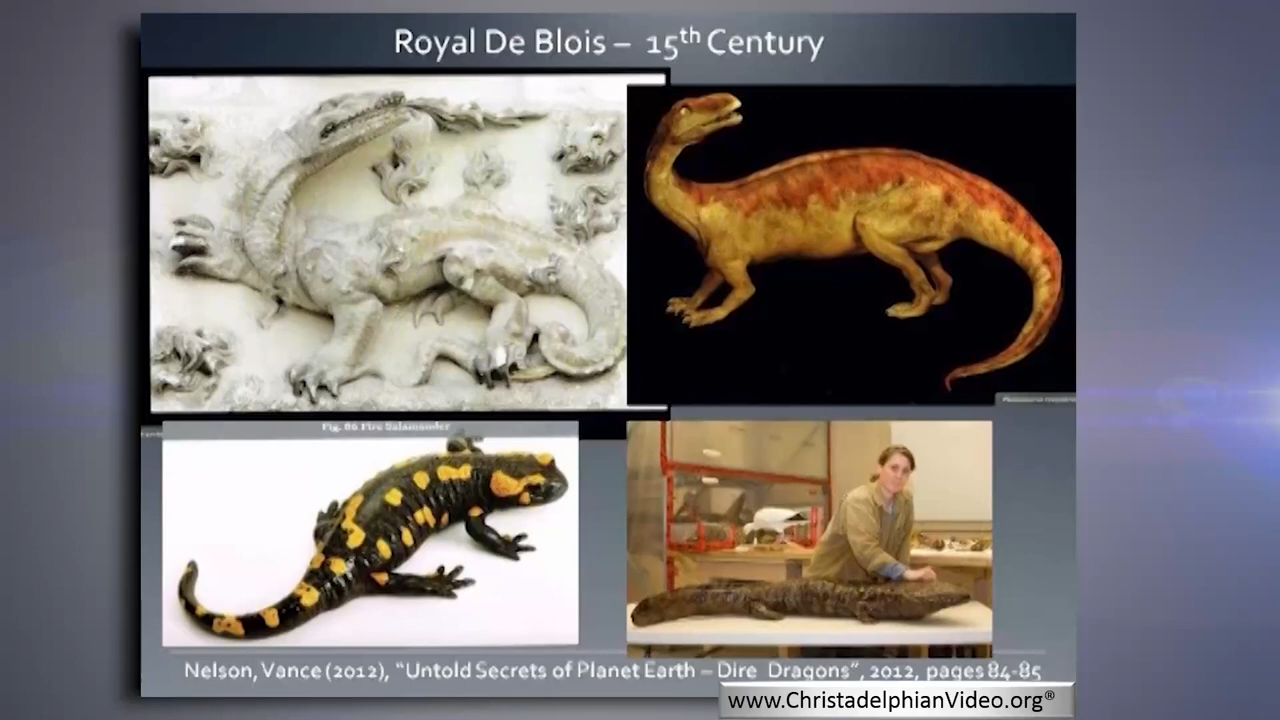 Royal De Blois – 15th Century
Fig. 86 Fire Salamander
Nelson, Vance (2012), “Untold Secrets of Planet Earth – Dire Dragons”, 2012, pages 84-85
www.ChristadelphianVideo.org®